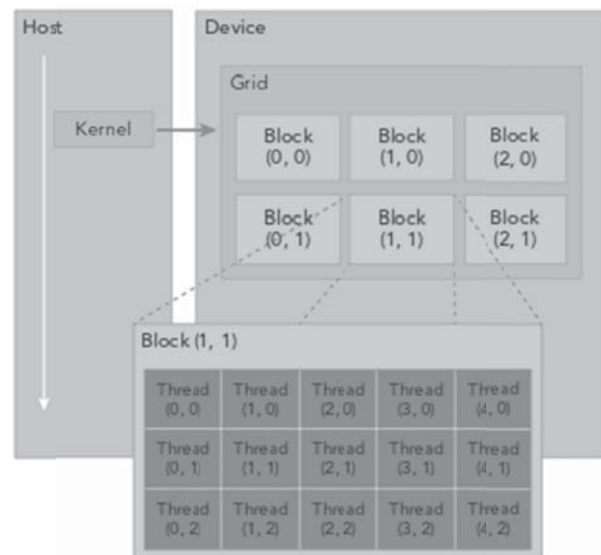 Host
Device
Grid
Kernel
Block
(0, 0)
Block
(1, 0)
Block
(2, 0)
Block
(0, 1)
Block
(1, 1)
Block
(2, 1)
Block (1, 1)
Thread
(0, 0)
Thread
(1, 0)
Thread
(2, 0)
Thread
(3, 0)
Thread
(4, 0)
Thread
(0, 1)
Thread
(1, 1)
Thread
(2, 1)
Thread
(3, 1)
Thread
(4, 1)
Thread
(0, 2)
Thread
(1, 2)
Thread
(2, 2)
Thread
(3, 2)
Thread
(4, 2)